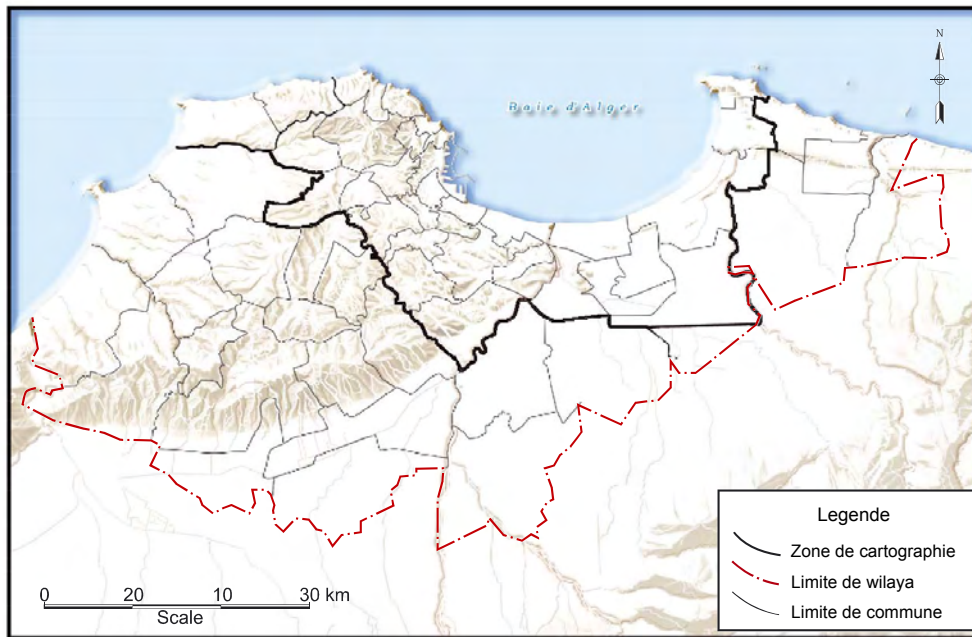 N
Baie d'Alger
Legende
Zone de cartographie
Limite de wilaya
Limite de commune
0 20 10 30 km
Scale